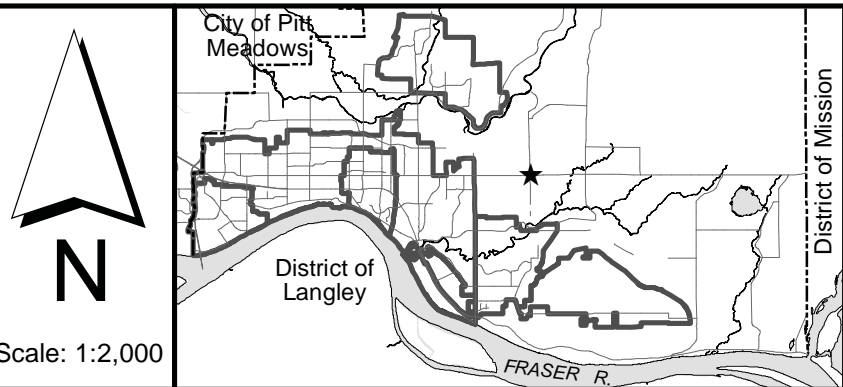 N
Scale: 1:2,000
City of Pitt
Meadows
District of
Langley
District of Mission
FRASER R.